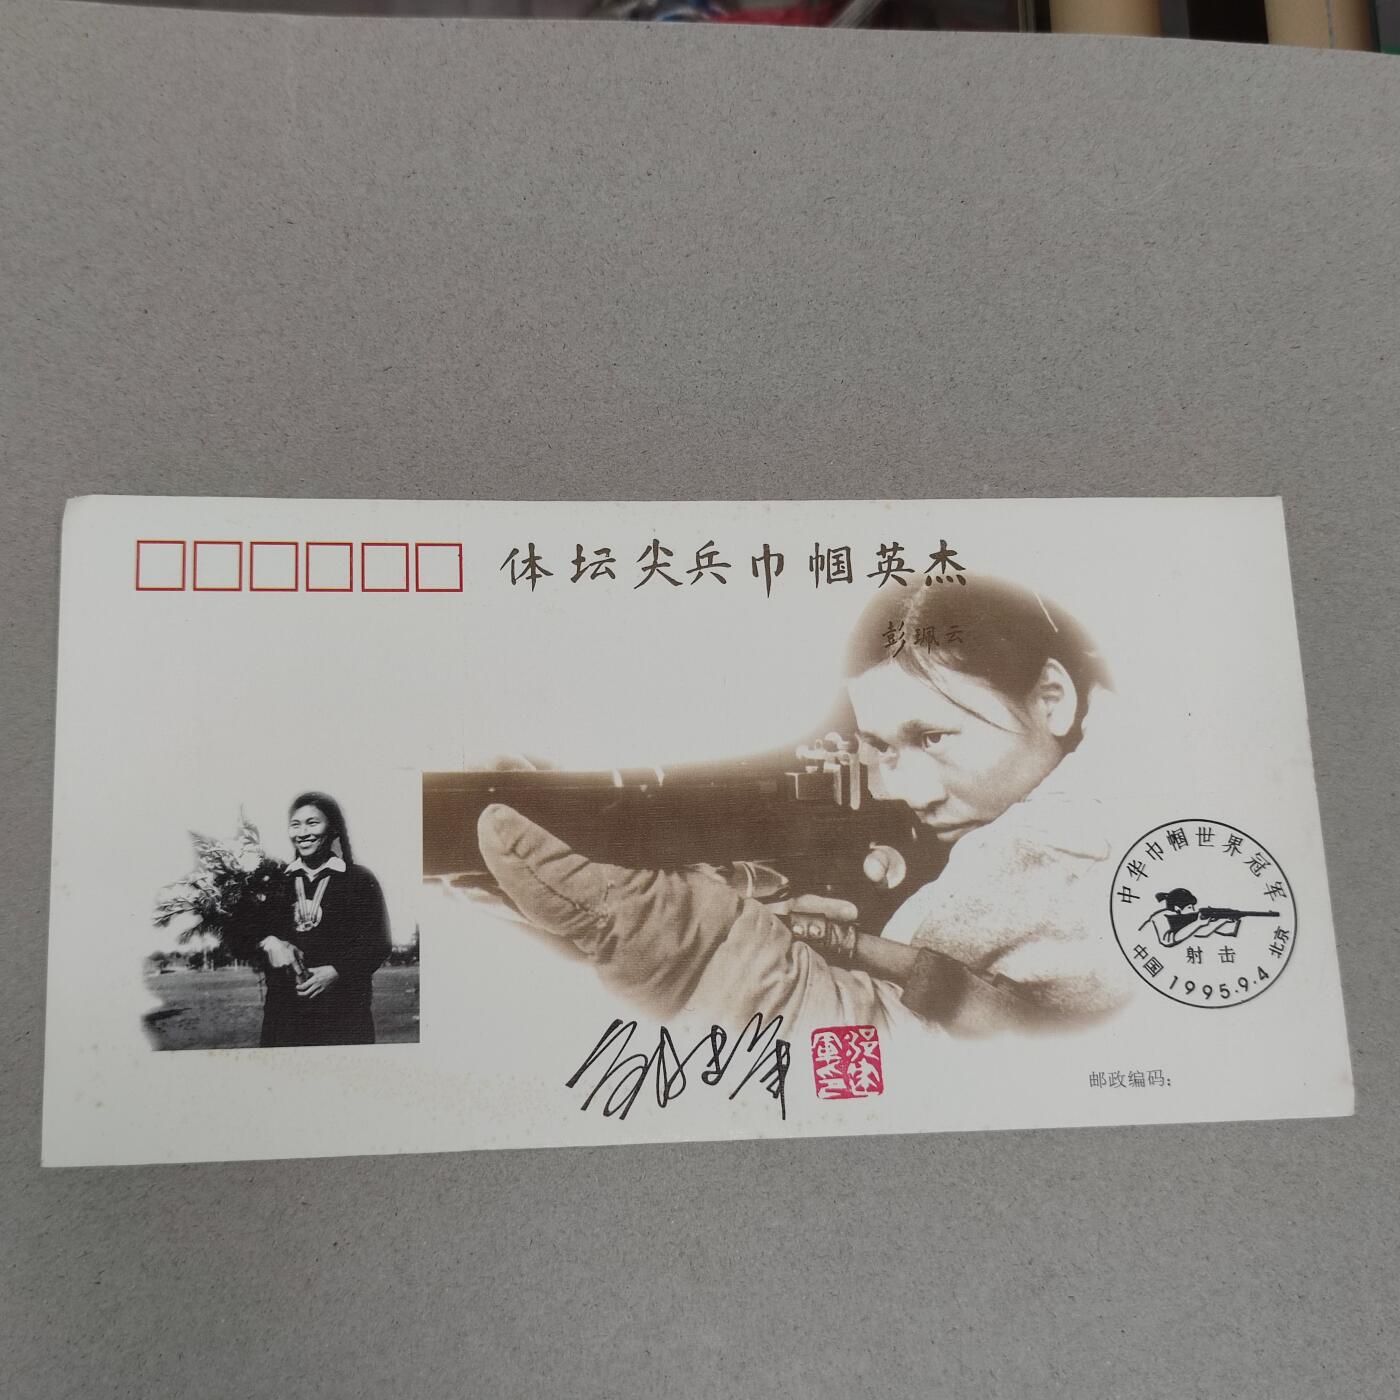 体坛尖兵巾帼英杰
彭珮云
中华巾帼世界冠军
射击
中国 1995.9.4 北京
邮政编码：